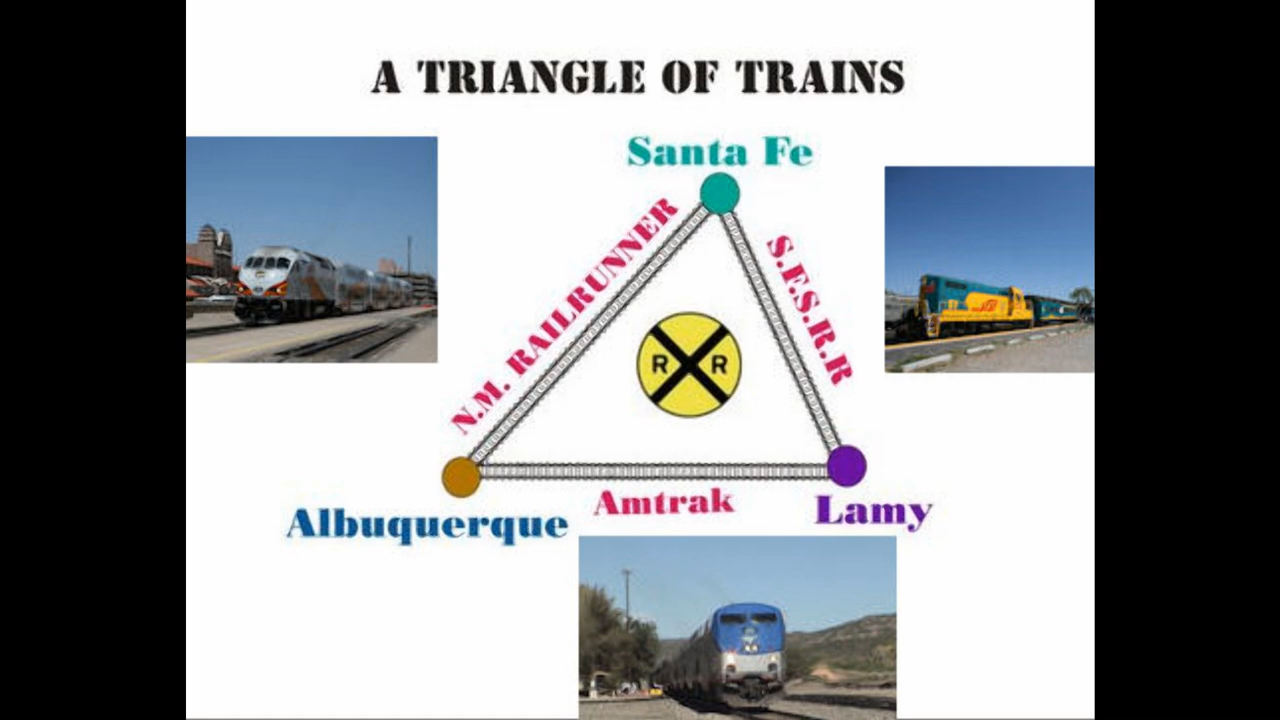 A TRIANGLE OF TRAINS
Santa Fe
N.M. RAILRUNNER
S.F.S.R.R
R R
Albuquerque
Amtrak
Lamy